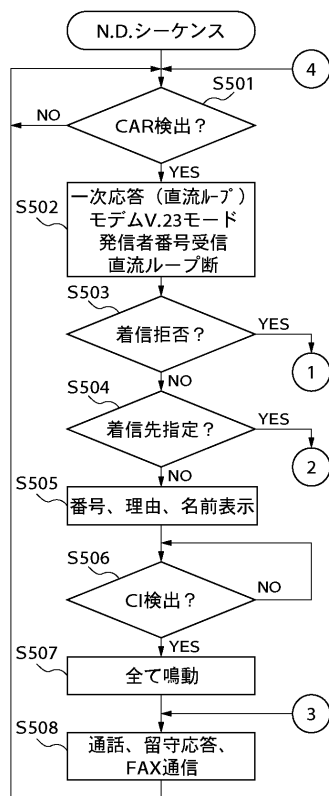 N.D.シーケンス
4
S501
NO
CAR検出？
YES
S502
一次応答（直流ループ）
モデムV.23モード
発信者番号受信
直流ループ断
S503
着信拒否？
YES
1
NO
S504
着信先指定？
YES
2
NO
S505
番号、理由、名前表示
S506
CI検出？
NO
YES
S507
全て鳴動
3
S508
通話、留守応答、
FAX通信